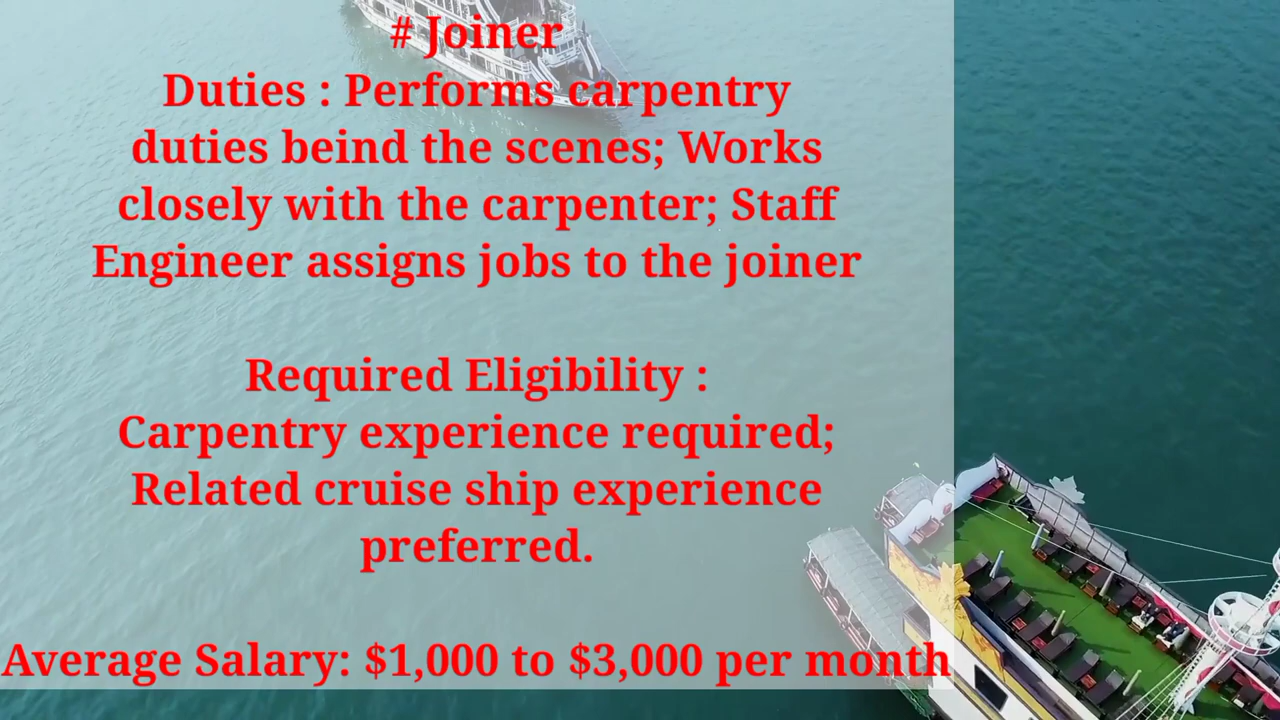 # Joiner
Duties : Performs carpentry
duties beind the scenes; Works
closely with the carpenter; Staff
Engineer assigns jobs to the joiner
Required Eligibility :
Carpentry experience required;
Related cruise ship experience
preferred.
Average Salary: $1,000 to $3,000 per month